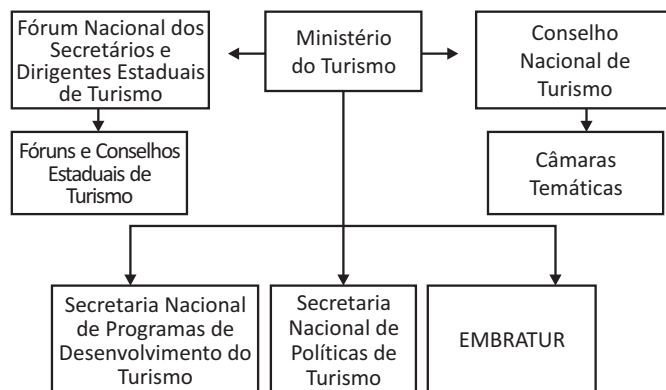 Fórum Nacional dos
Secretários e
Dirigentes Estaduais
de Turismo
Ministério
do Turismo
Conselho
Nacional de
Turismo
Fóruns e Conselhos
Estaduais de
Turismo
Câmaras
Temáticas
Secretaria Nacional
de Programas de
Desenvolvimento do
Turismo
Secretaria
Nacional de
Políticas de
Turismo
EMBRATUR